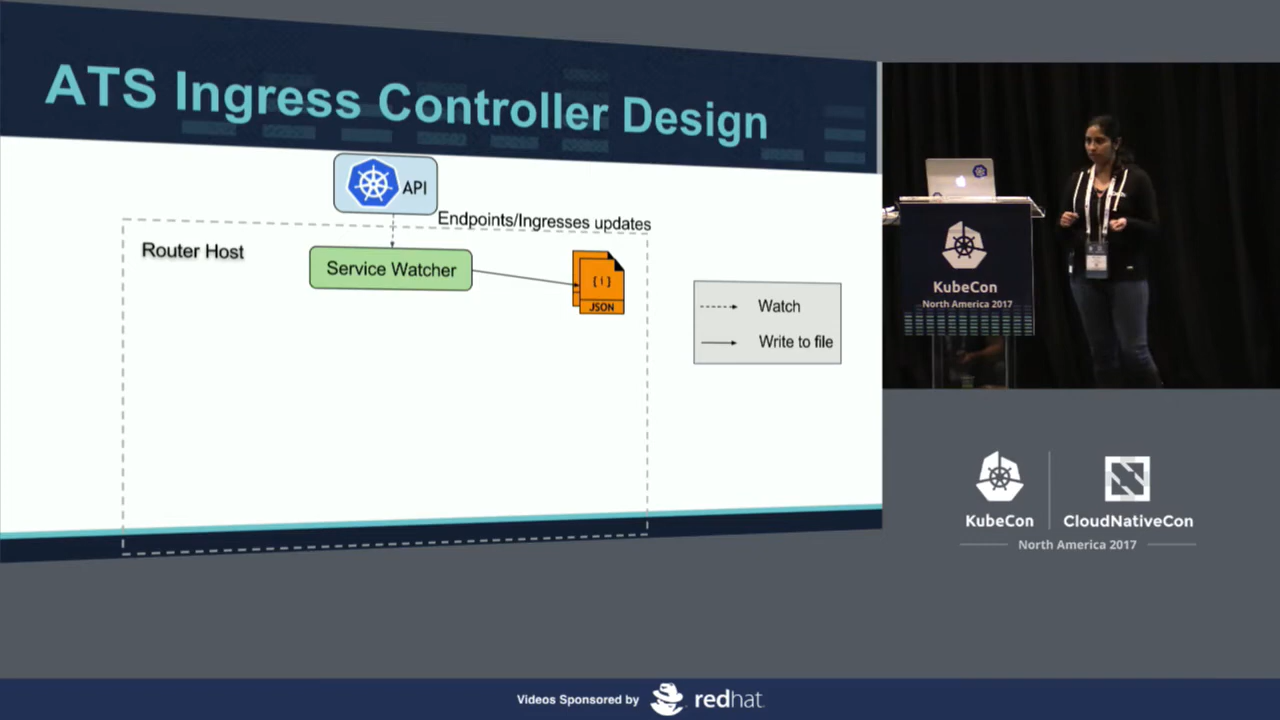 ATS Ingress Controller Design
API
Endpoints/Ingresses updates
Router Host
Service Watcher
{i}
JSON
Watch
Write to file
KubeCon
North America 2017
KubeCon
CloudNativeCon
North America 2017
Videos Sponsored by
redhat